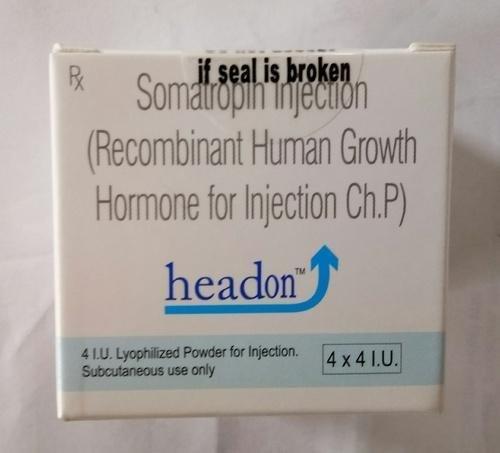 if seal is broken
Rx
Somatropin Injection
(Recombinant Human Growth
Hormone for Injection Ch.P)
headon™
4 I.U. Lyophilized Powder for Injection.
Subcutaneous use only
4 x 4 I.U.